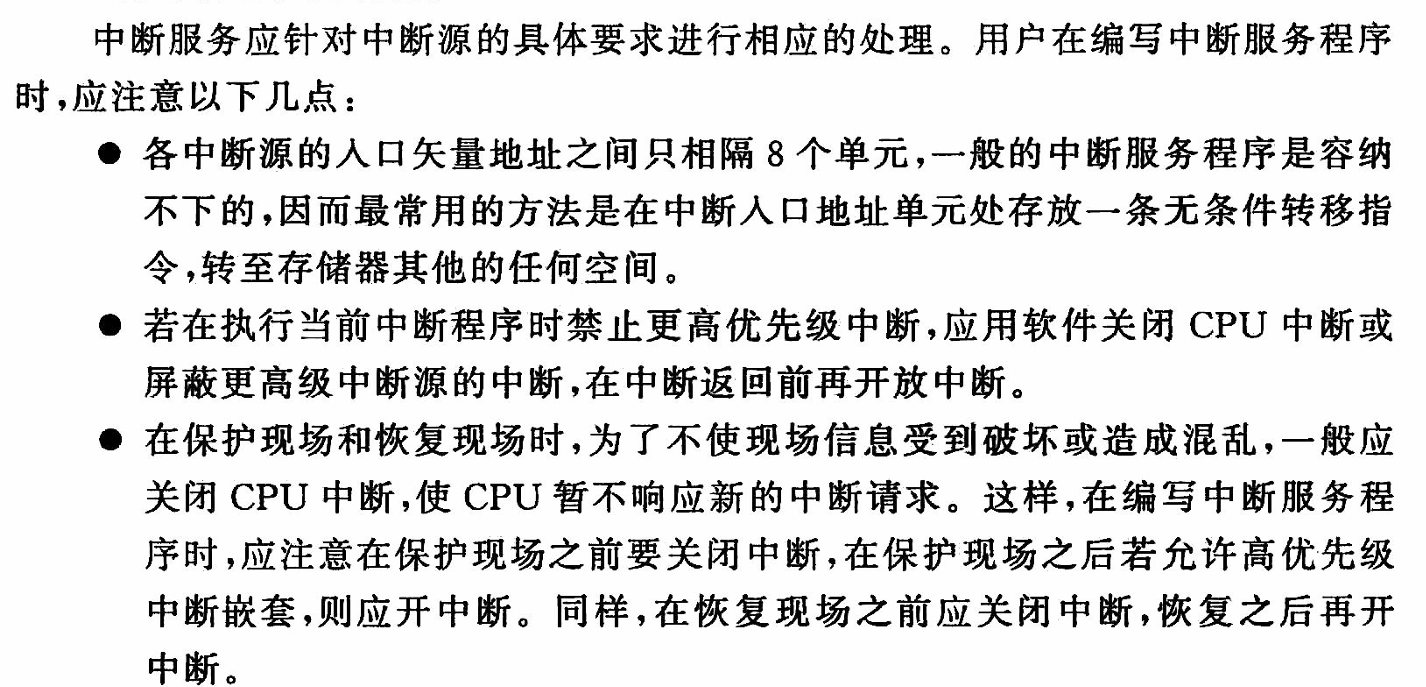 中断服务应针对中断源的具体要求进行相应的处理。用户在编写中断服务程序
时,应注意以下几点:
● 各中断源的入口矢量地址之间只相隔 8 个单元,一般的中断服务程序是容纳
不下的,因而最常用的方法是在中断入口地址单元处存放一条无条件转移指
令,转至存储器其他的任何空间。
● 若在执行当前中断程序时禁止更高优先级中断,应用软件关闭 CPU 中断或
屏蔽更高级中断源的中断,在中断返回前再开放中断。
● 在保护现场和恢复现场时,为了不使现场信息受到破坏或造成混乱,一般应
关闭 CPU 中断,使 CPU 暂不响应新的中断请求。这样,在编写中断服务程
序时,应注意在保护现场之前要关闭中断,在保护现场之后若允许高优先级
中断嵌套,则应开中断。同样,在恢复现场之前应关闭中断,恢复之后再开
中断。